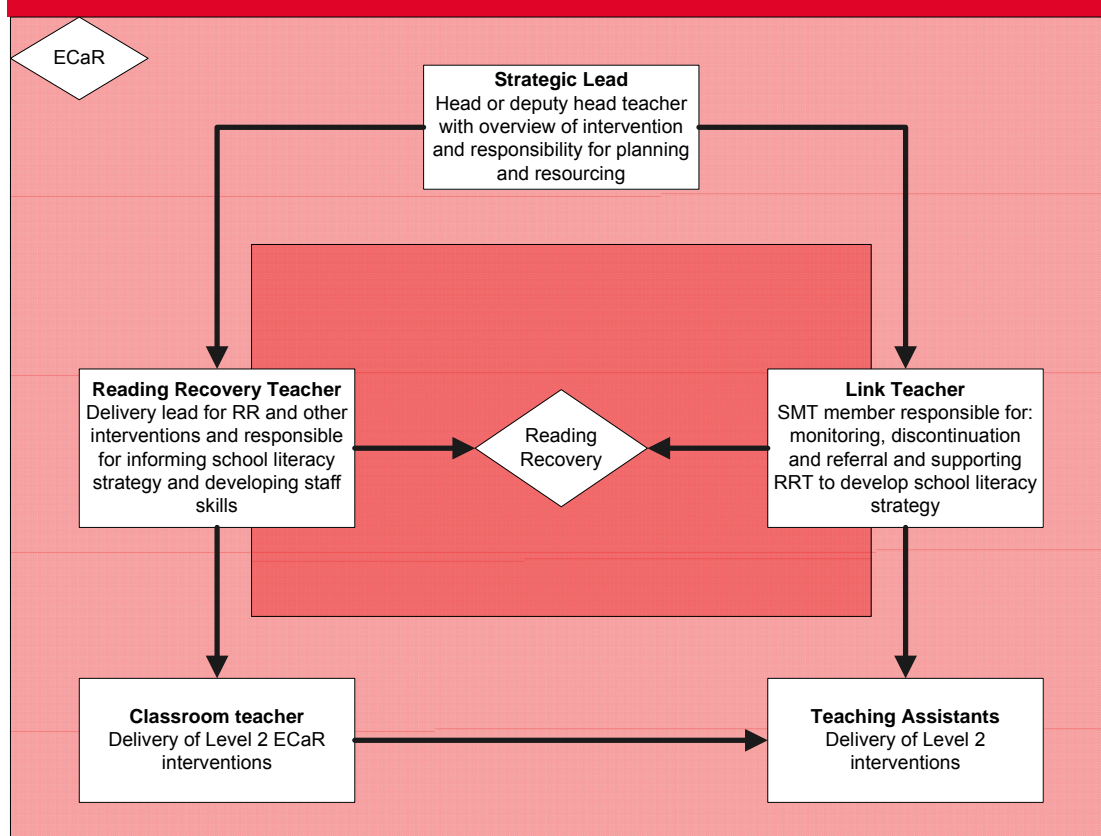 ECaR
Strategic Lead
Head or deputy head teacher
with overview of intervention
and responsibility for planning
and resourcing
Reading Recovery Teacher
Delivery lead for RR and other
interventions and responsible
for informing school literacy
strategy and developing staff
skills
Reading
Recovery
Link Teacher
SMT member responsible for:
monitoring, discontinuation
and referral and supporting
RRT to develop school literacy
strategy
Classroom teacher
Delivery of Level 2 ECaR
interventions
Teaching Assistants
Delivery of Level 2
interventions